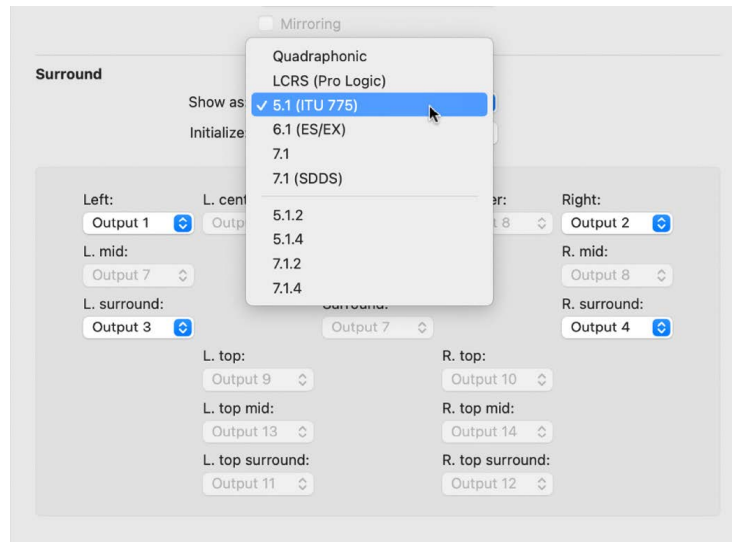 Mirroring
Quadraphonic
Surround
LCRS (Pro Logic)
Show as
✓ 5.1 (ITU 775)
Initialize
6.1 (ES/EX)
7.1
7.1 (SDDS)
Left:
L. cent
er:
Right:
Output 1
Outp
t 8
Output 2
5.1.2
5.1.4
L. mid:
R. mid:
Output 7
7.1.2
Output 8
7.1.4
L. surround:
Surround:
R. surround:
Output 3
Output 7
Output 4
L. top:
R. top:
Output 9
Output 10
L. top mid:
R. top mid:
Output 13
Output 14
L. top surround:
R. top surround:
Output 11
Output 12